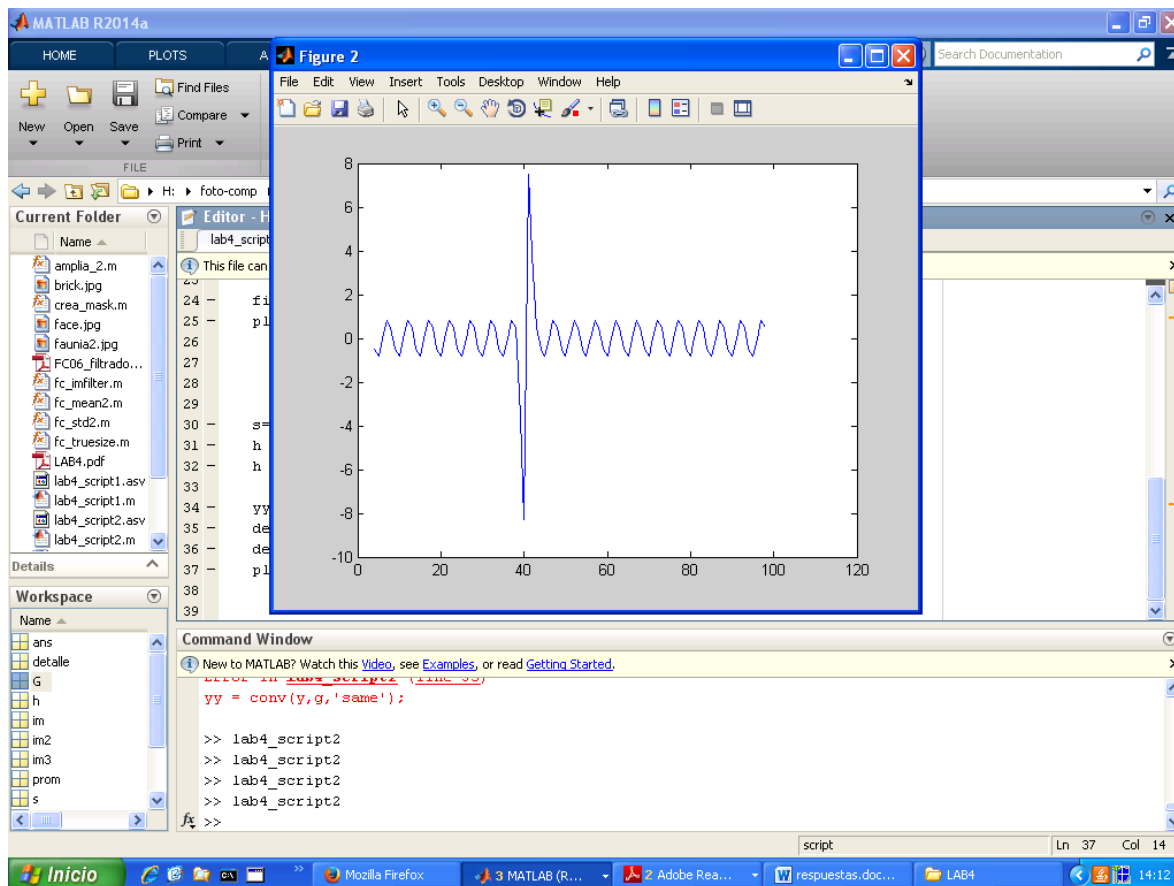 MATLAB R2014a
HOME
PLOTS
A
Search Documentation
New
Open
Save
Find Files
Compare
Print
FILE
H:
foto-comp
Current Folder
Name
amplia_2.m
brick.jpg
crea_mask.m
face.jpg
faunia2.jpg
FC06_filtrado...
fc_imfilter.m
fc_mean2.m
fc_std2.m
fc_truesize.m
LAB4.pdf
lab4_script1.asv
lab4_script1.m
lab4_script2.asv
lab4_script2.m
Details
Workspace
Name
ans
detalle
G
h
im
im2
im3
prom
s
Editor - H
lab4_script
This file can
23
24 - fi
25 - pl
26
27
28
29
30 - s=
31 - h
32 - h
33
34 - yy
35 - de
36 - de
37 - pl
38
39
Figure 2
File Edit View Insert Tools Desktop Window Help
8
6
4
2
0
-2
-4
-6
-8
-10
0 20 40 60 80 100 120
Command Window
New to MATLAB? Watch this Video, see Examples, or read Getting Started.
Error in lab4_script2 (line 35)
yy = conv(y,g,'same');
>> lab4_script2
>> lab4_script2
>> lab4_script2
>> lab4_script2
fx >>
script
Ln 37 Col 14
Inicio
Mozilla Firefox
3 MATLAB (R...
2 Adobe Rea...
respuestas.doc...
LAB4
14:12